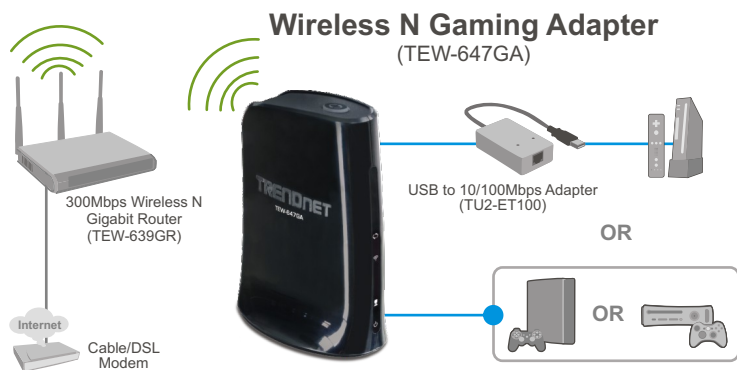 Wireless N Gaming Adapter
(TEW-647GA)
300Mbps Wireless N
Gigabit Router
(TEW-639GR)
TRENDNET
TEW-647GA
USB to 10/100Mbps Adapter
(TU2-ET100)
OR
OR
Internet
Cable/DSL
Modem